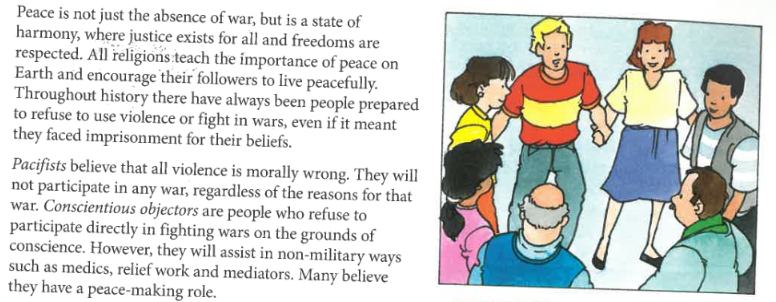 Peace is not just the absence of war, but is a state of
harmony, where justice exists for all and freedoms are
respected. All religions teach the importance of peace on
Earth and encourage their followers to live peacefully.
Throughout history there have always been people prepared
to refuse to use violence or fight in wars, even if it meant
they faced imprisonment for their beliefs.
Pacifists believe that all violence is morally wrong. They will
not participate in any war, regardless of the reasons for that
war. Conscientious objectors are people who refuse to
participate directly in fighting wars on the grounds of
conscience. However, they will assist in non-military ways
such as medics, relief work and mediators. Many believe
they have a peace-making role.